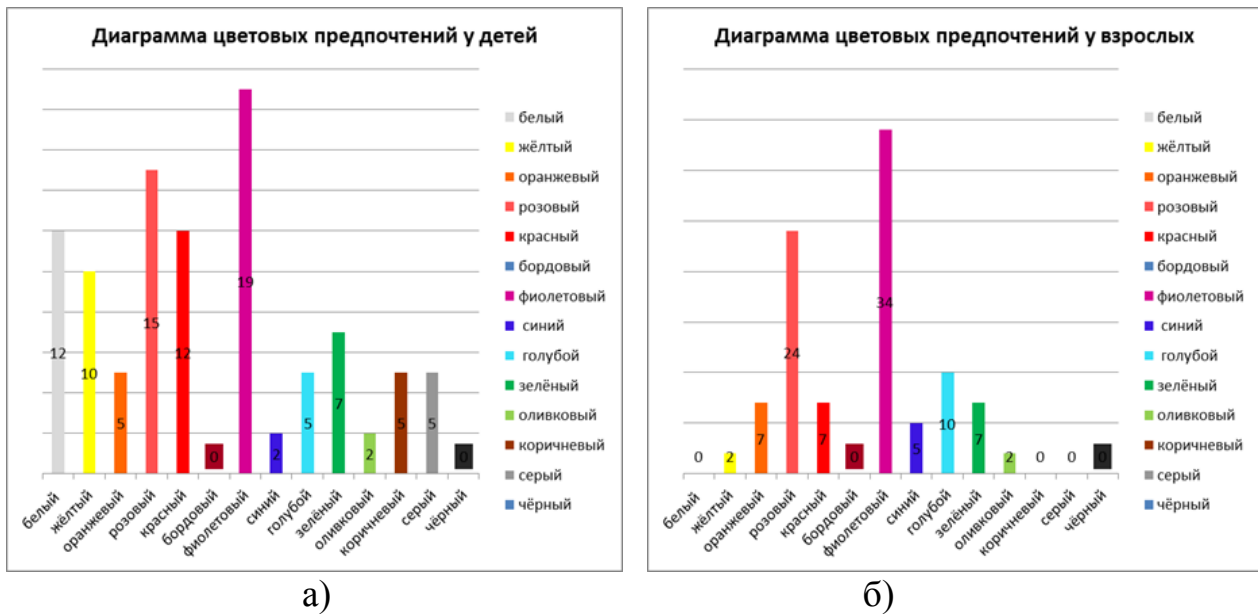 Диаграмма цветовых предпочтений у детей
12
10
5
15
12
0
19
2
5
7
2
5
5
0
белый
жёлтый
оранжевый
розовый
красный
бордовый
фиолетовый
синий
голубой
зелёный
оливковый
коричневый
серый
чёрный
белый
жёлтый
оранжевый
розовый
красный
бордовый
фиолетовый
синий
голубой
зелёный
оливковый
коричневый
серый
чёрный
а)
Диаграмма цветовых предпочтений у взрослых
0
2
7
24
7
0
34
5
10
7
2
0
0
0
белый
жёлтый
оранжевый
розовый
красный
бордовый
фиолетовый
синий
голубой
зелёный
оливковый
коричневый
серый
чёрный
белый
жёлтый
оранжевый
розовый
красный
бордовый
фиолетовый
синий
голубой
зелёный
оливковый
коричневый
серый
чёрный
б)